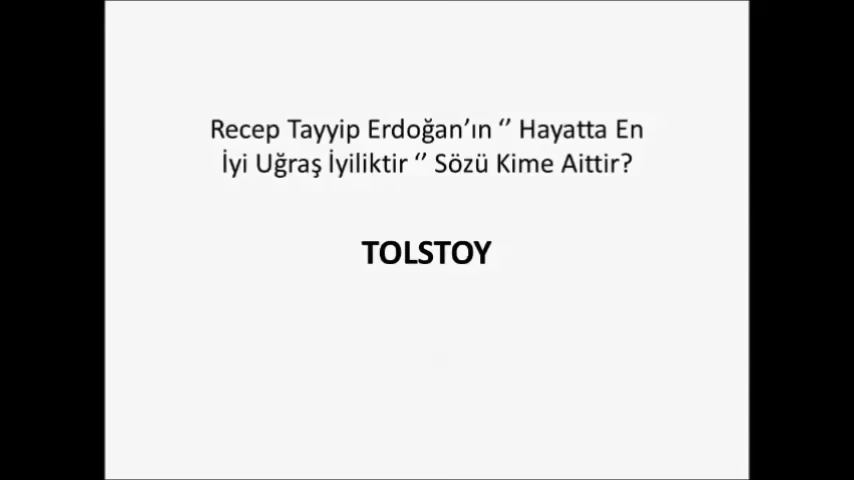 Recep Tayyip Erdoğan’ın ‘’ Hayatta En
İyi Uğraş İyiliktir ‘’ Sözü Kime Aittir?
TOLSTOY